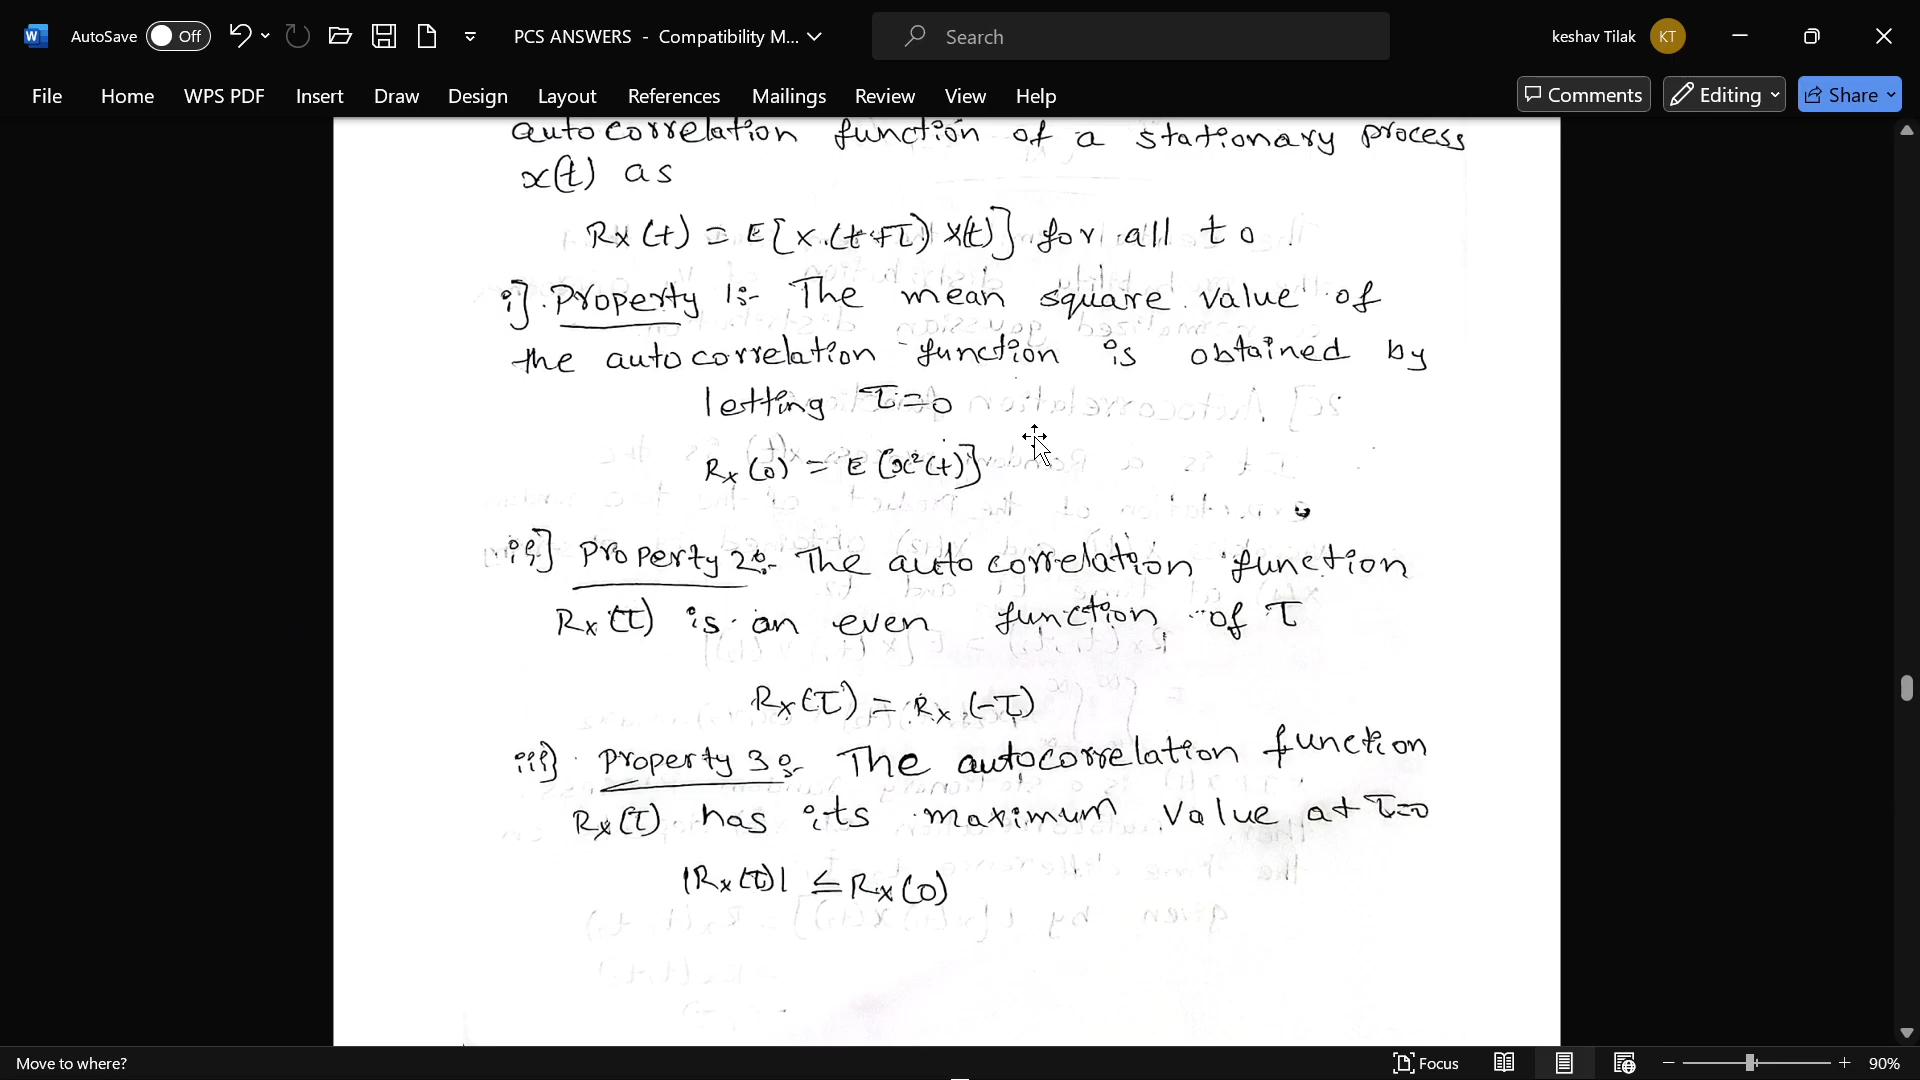 AutoSave Off PCS ANSWERS - Compatibility M... Search keshav Tilak KT
File Home WPS PDF Insert Draw Design Layout References Mailings Review View Help Comments Editing Share
autocorrelation function of a stationary process
x(t) as
Rx (t) = E[x.(t+τ) x(t)] for all to
i]. Property 1:- The mean square value of
the autocorrelation function is obtained by
letting τ=0
Rx (0) = E [x²(t)]
ii] Property 2:- The auto correlation function
Rx (τ) is an even function of τ
Rx (τ) = Rx (-τ)
iii) Property 3:- The autocorrelation function
Rx (τ) has its maximum value at τ=0
|Rx (τ)| ≤ Rx (0)
Move to where? Focus 90%